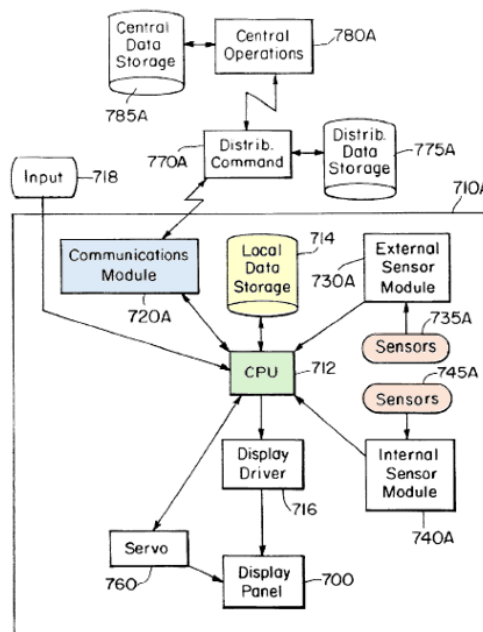 Central
Data
Storage
785A
Central
Operations
780A
770A
Distrib.
Command
Distrib.
Data
Storage
775A
Input
718
710A
Communications
Module
720A
714
Local
Data
Storage
730A
External
Sensor
Module
735A
Sensors
745A
Sensors
CPU
712
Display
Driver
716
Internal
Sensor
Module
740A
Servo
760
Display
Panel
700